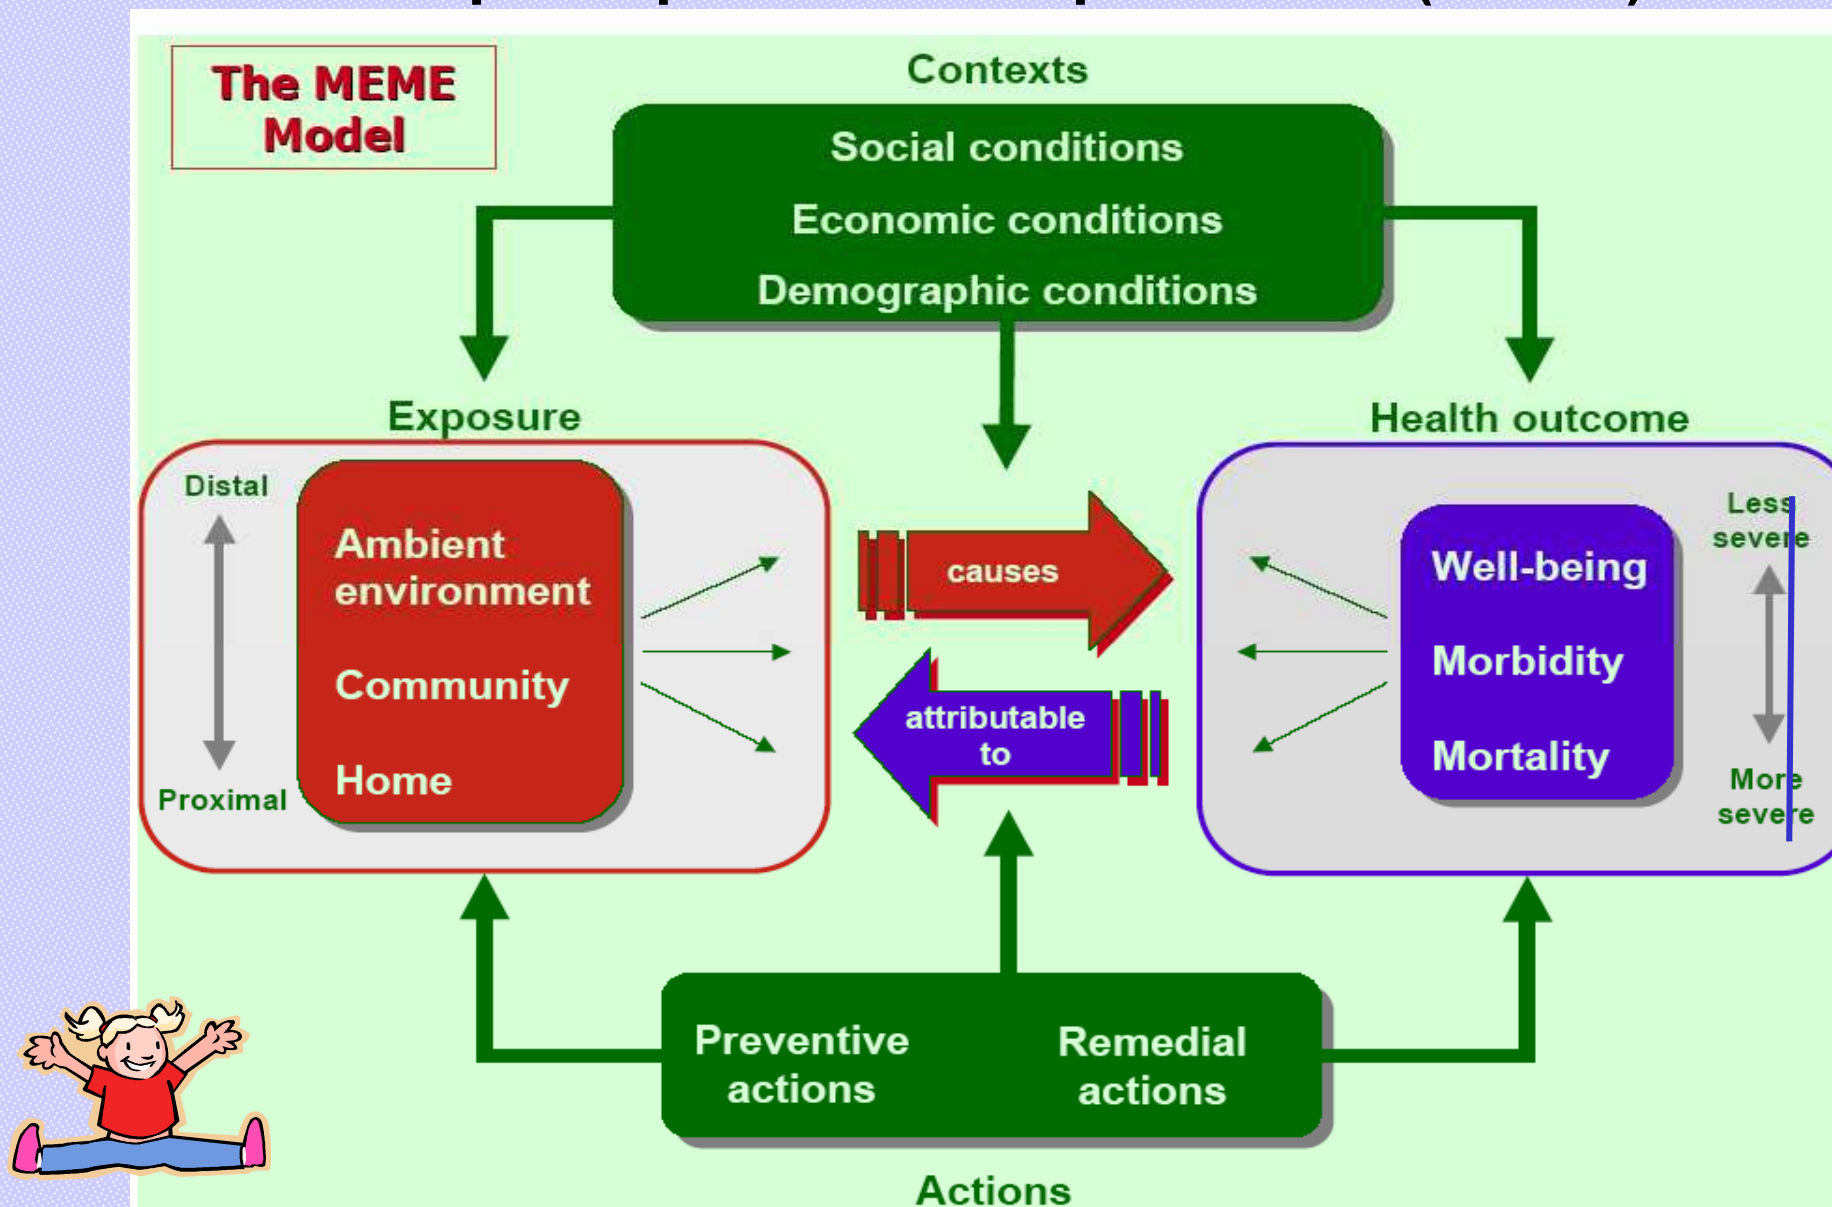 The MEME
Model
Contexts
Social conditions
Economic conditions
Demographic conditions
Exposure
Health outcome
Distal
Proximal
Ambient
environment
Community
Home
causes
attributable
to
Well-being
Morbidity
Mortality
Less
severe
More
severe
Preventive
actions
Remedial
actions
Actions